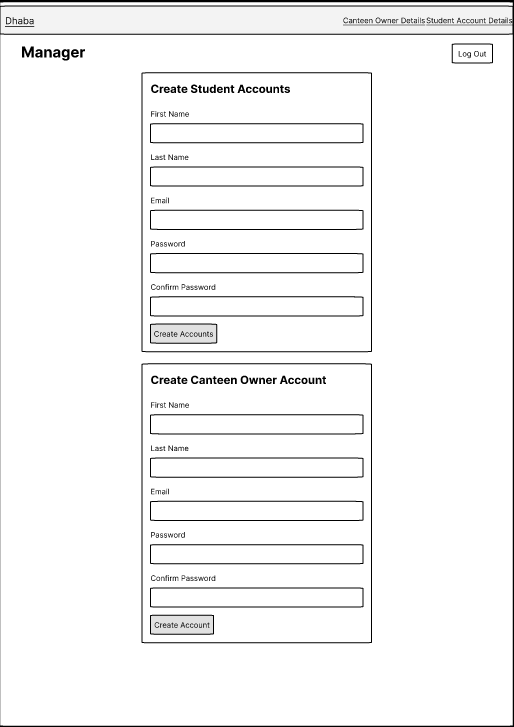 Dhaba
Canteen Owner Details Student Account Details
Manager
Log Out
Create Student Accounts
First Name
Last Name
Email
Password
Confirm Password
Create Accounts
Create Canteen Owner Account
First Name
Last Name
Email
Password
Confirm Password
Create Account